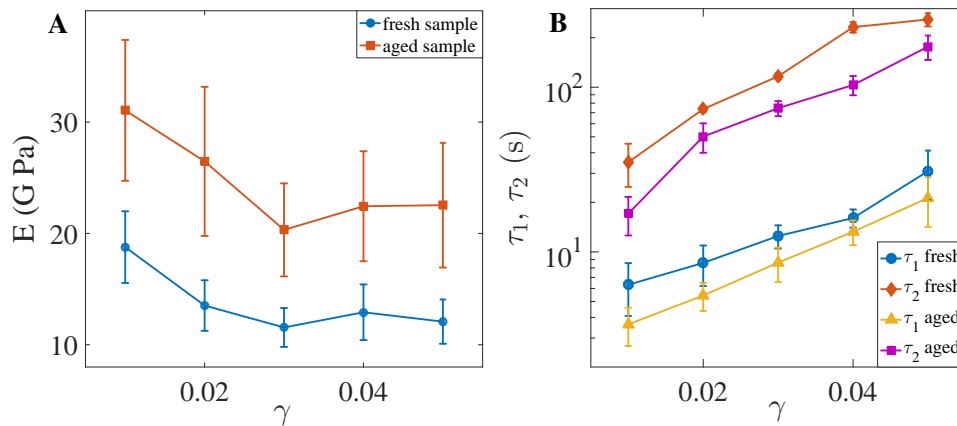 A
fresh sample
aged sample
E (G Pa)
30
20
10
0.02
0.04
γ
B
τ₁, τ₂ (s)
10²
10¹
τ₁ fresh
τ₂ fresh
τ₁ aged
τ₂ aged
0.02
0.04
γ